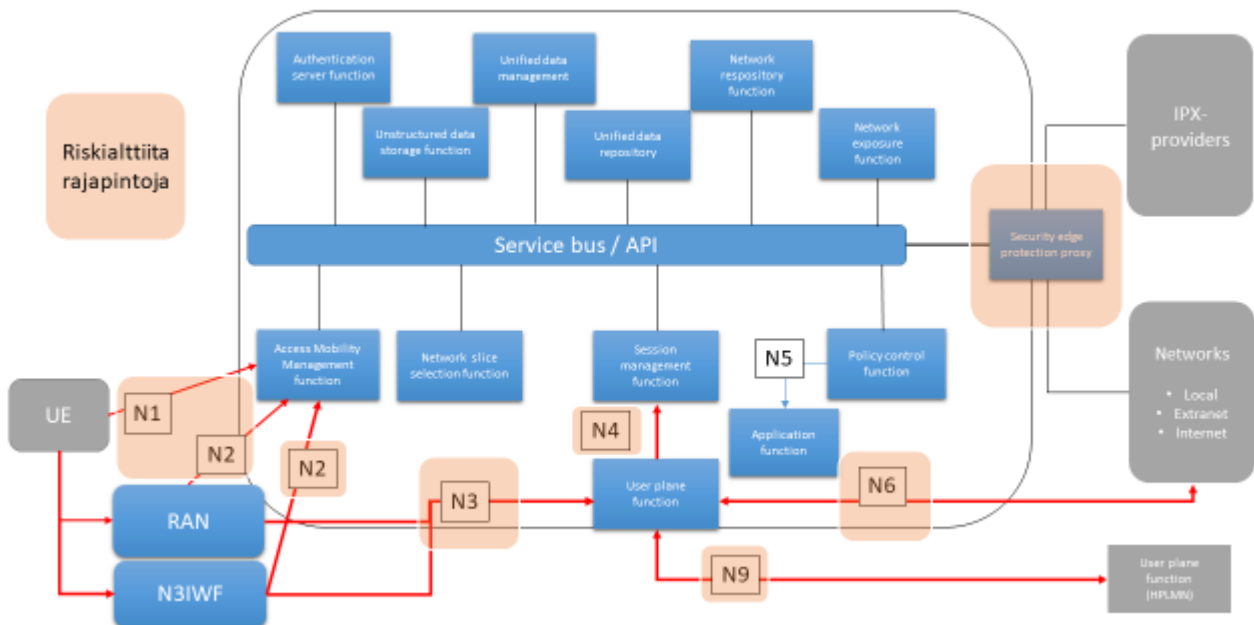 Authentication
server function
Unified data
management
Network
respository
function
IPX-
providers
Riskialttiita
rajapintoja
Unstructured data
storage function
Unified data
repository
Network
exposure
function
Service bus / API
Security edge
protection proxy
Access Mobility
Management
function
Network slice
selection function
Session
management
function
N5
Policy control
function
Networks
• Local
• Extranet
• Internet
UE
N1
N2
N2
N4
Application
function
N3
User plane
function
N6
RAN
N3IWF
N9
User plane
function
(HPLMN)